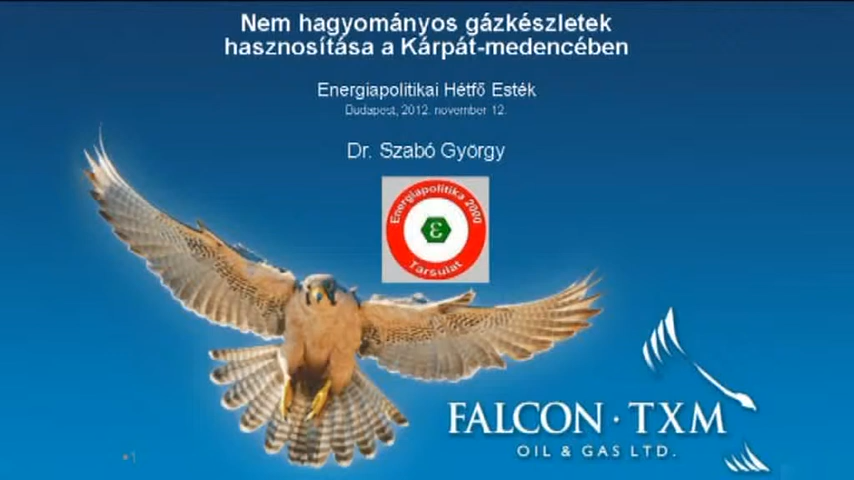 Nem hagyományos gázkészletek
hasznosítása a Kárpát-medencében
Energiapolitikai Hétfő Esték
Budapest, 2012. november 12.
Dr. Szabó György
Energiapolitika 2000
ε
Társulat
FALCON · TXM
OIL & GAS LTD.
1